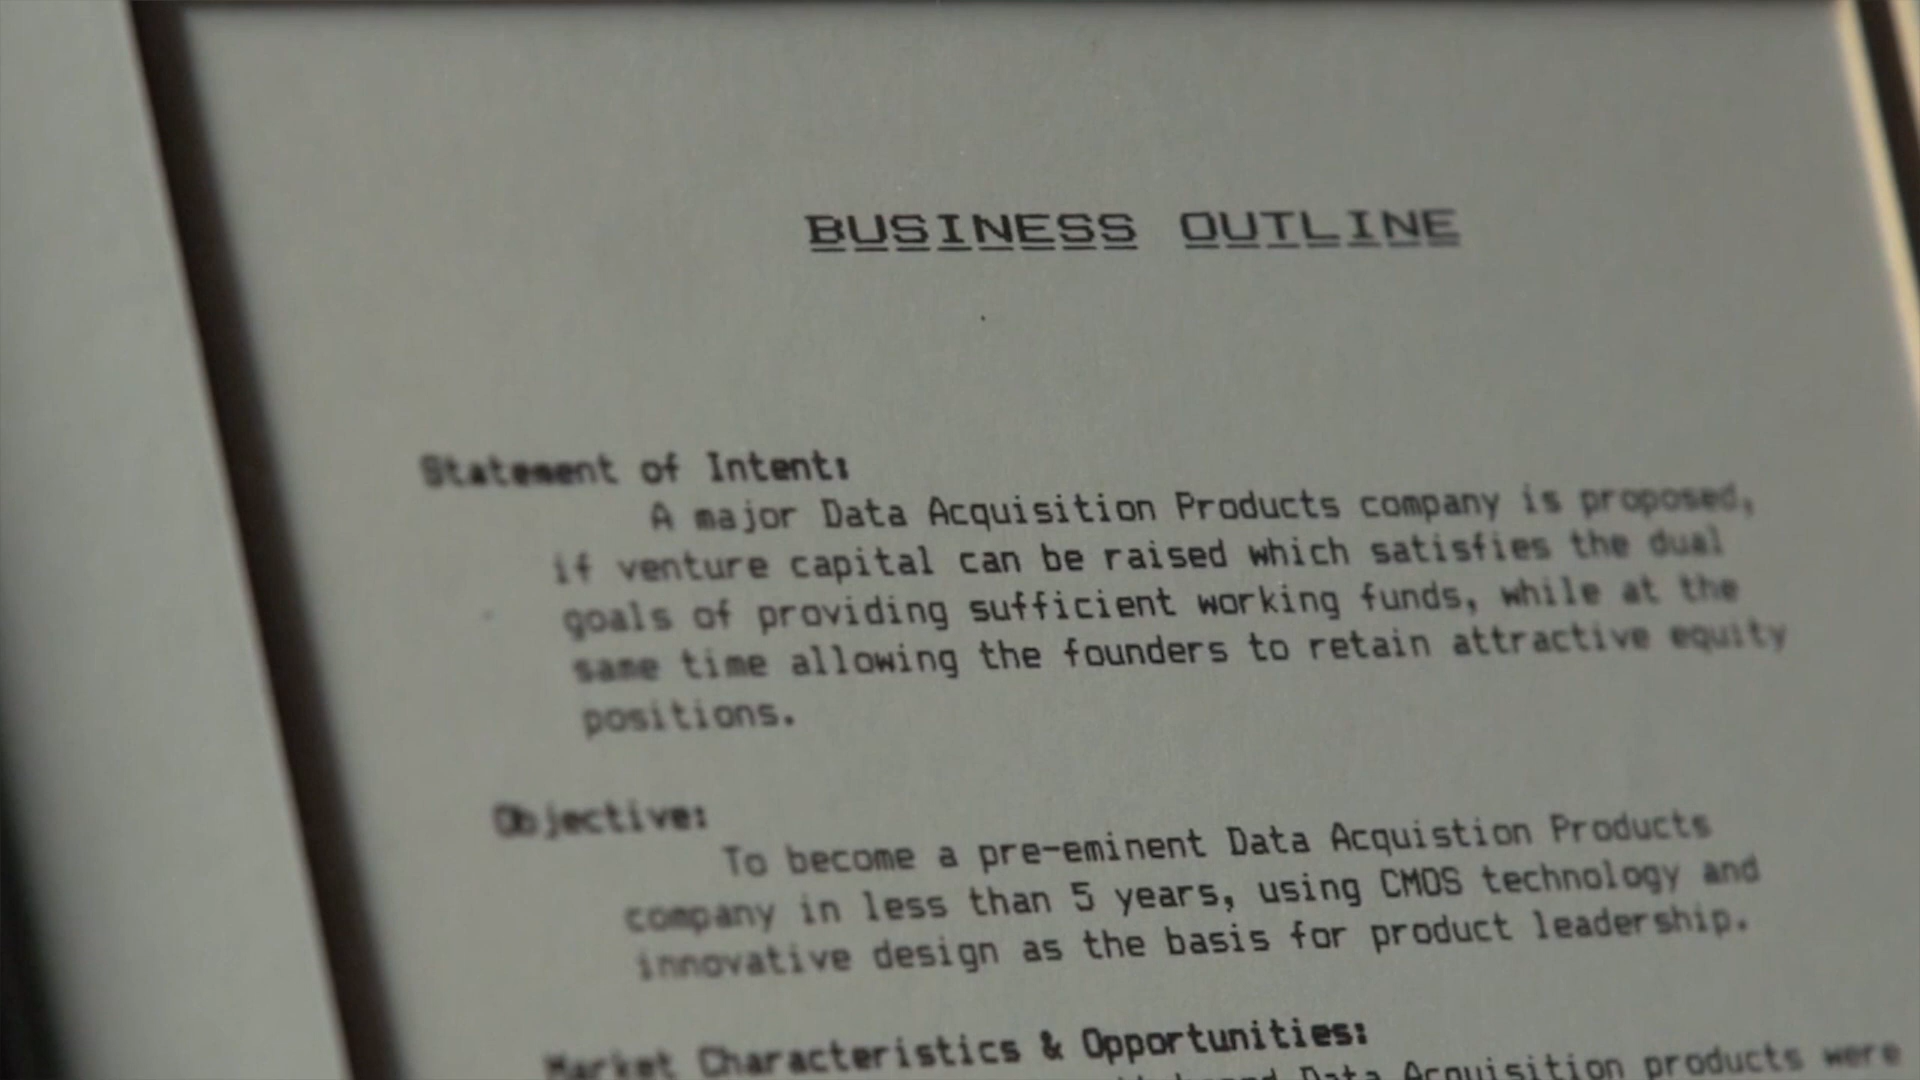 BUSINESS OUTLINE
Statement of Intent:
A major Data Acquisition Products company is proposed,
if venture capital can be raised which satisfies the dual
goals of providing sufficient working funds, while at the
same time allowing the founders to retain attractive equity
positions.
Objective:
To become a pre-eminent Data Acquistion Products
company in less than 5 years, using CMOS technology and
innovative design as the basis for product leadership.
Market Characteristics & Opportunities:
Data Acquisition products were